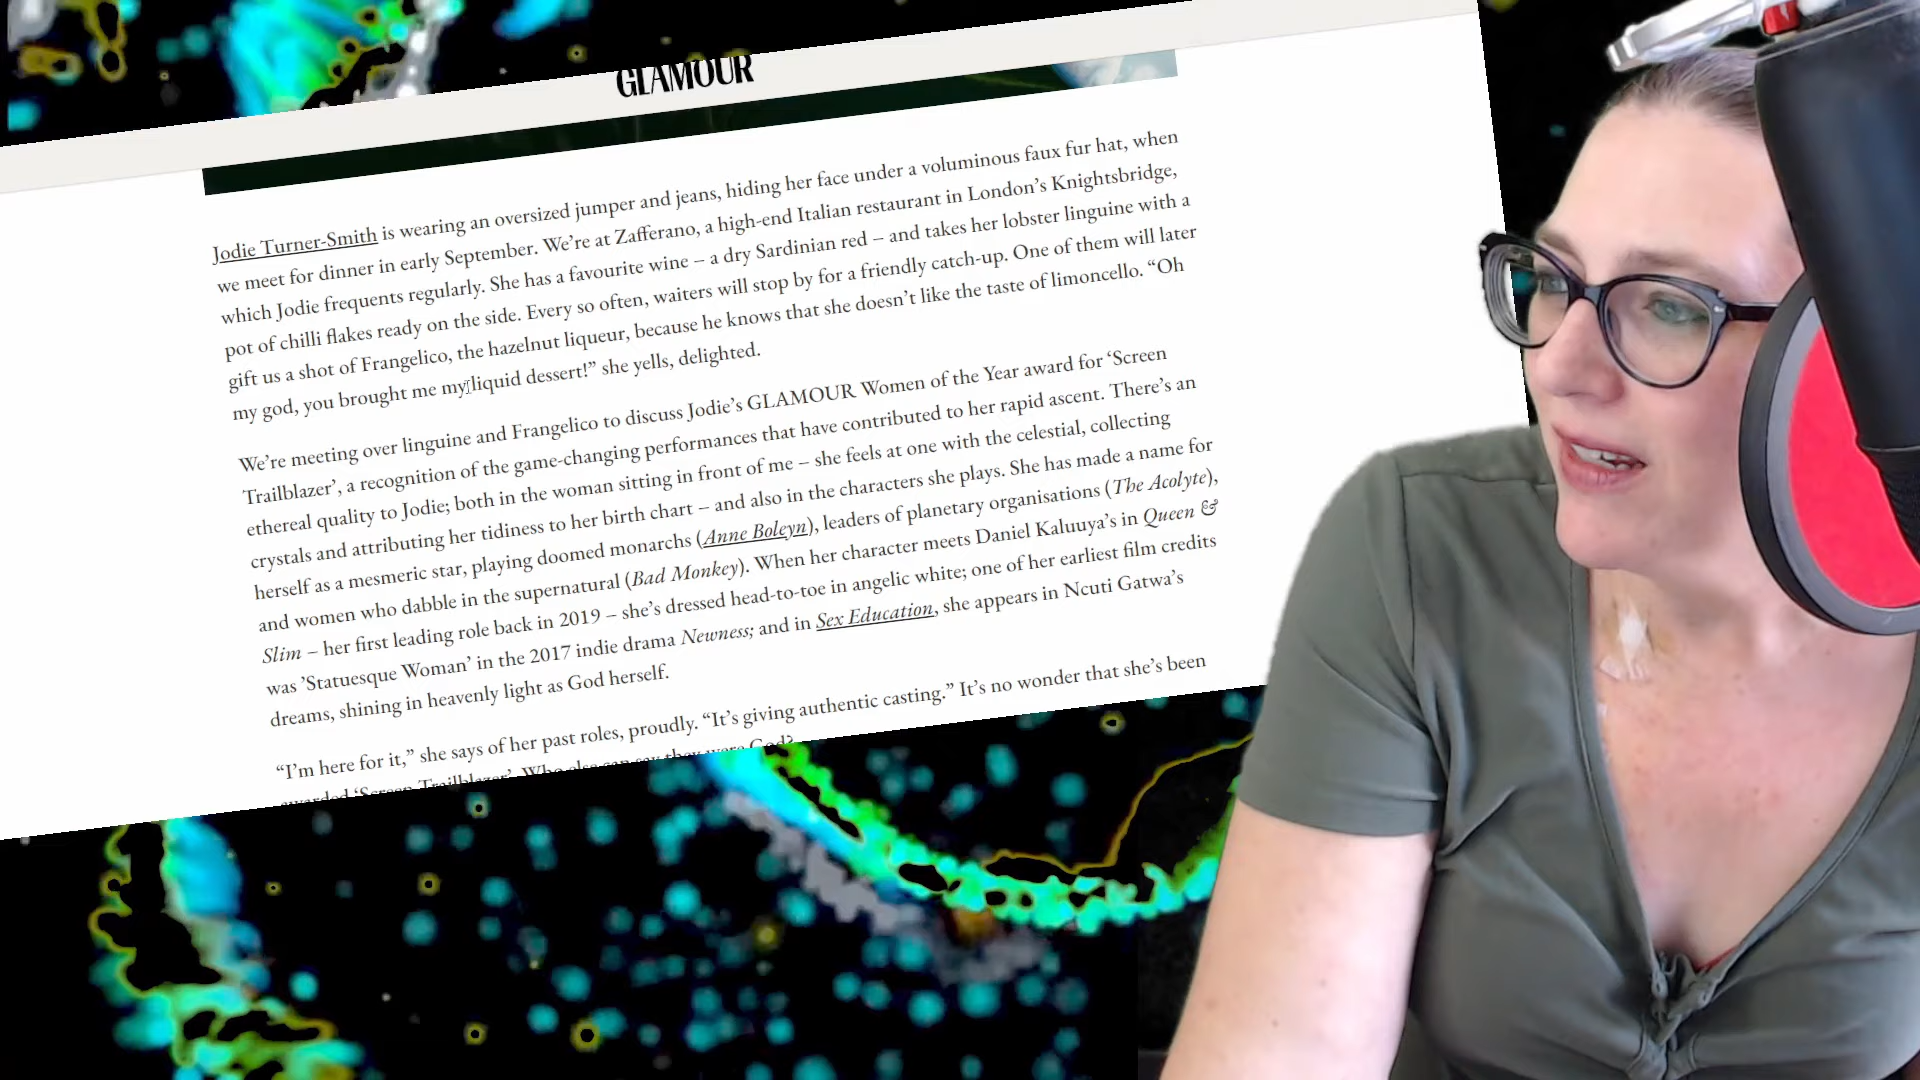 GLAMOUR
Jodie Turner-Smith is wearing an oversized jumper and jeans, hiding her face under a voluminous faux fur hat, when
we meet for dinner in early September. We’re at Zafferano, a high-end Italian restaurant in London’s Knightsbridge,
which Jodie frequents regularly. She has a favourite wine – a dry Sardinian red – and takes her lobster linguine with a
pot of chilli flakes ready on the side. Every so often, waiters will stop by for a friendly catch-up. One of them will later
gift us a shot of Frangelico, the hazelnut liqueur, because he knows that she doesn’t like the taste of limoncello. “Oh
my god, you brought me my liquid dessert!” she yells, delighted.
We’re meeting over linguine and Frangelico to discuss Jodie’s GLAMOUR Women of the Year award for ‘Screen
Trailblazer’, a recognition of the game-changing performances that have contributed to her rapid ascent. There’s an
ethereal quality to Jodie; both in the woman sitting in front of me – she feels at one with the celestial, collecting
crystals and attributing her tidiness to her birth chart – and also in the characters she plays. She has made a name for
herself as a mesmeric star, playing doomed monarchs (Anne Boleyn), leaders of planetary organisations (The Acolyte),
and women who dabble in the supernatural (Bad Monkey). When her character meets Daniel Kaluuya’s in Queen &
Slim – her first leading role back in 2019 – she’s dressed head-to-toe in angelic white; one of her earliest film credits
was ’Statuesque Woman’ in the 2017 indie drama Newness; and in Sex Education, she appears in Ncuti Gatwa’s
dreams, shining in heavenly light as God herself.
“I’m here for it,” she says of her past roles, proudly. “It’s giving authentic casting.” It’s no wonder that she’s been
awarded ‘Screen Trailblazer’. Who else can say they were God?